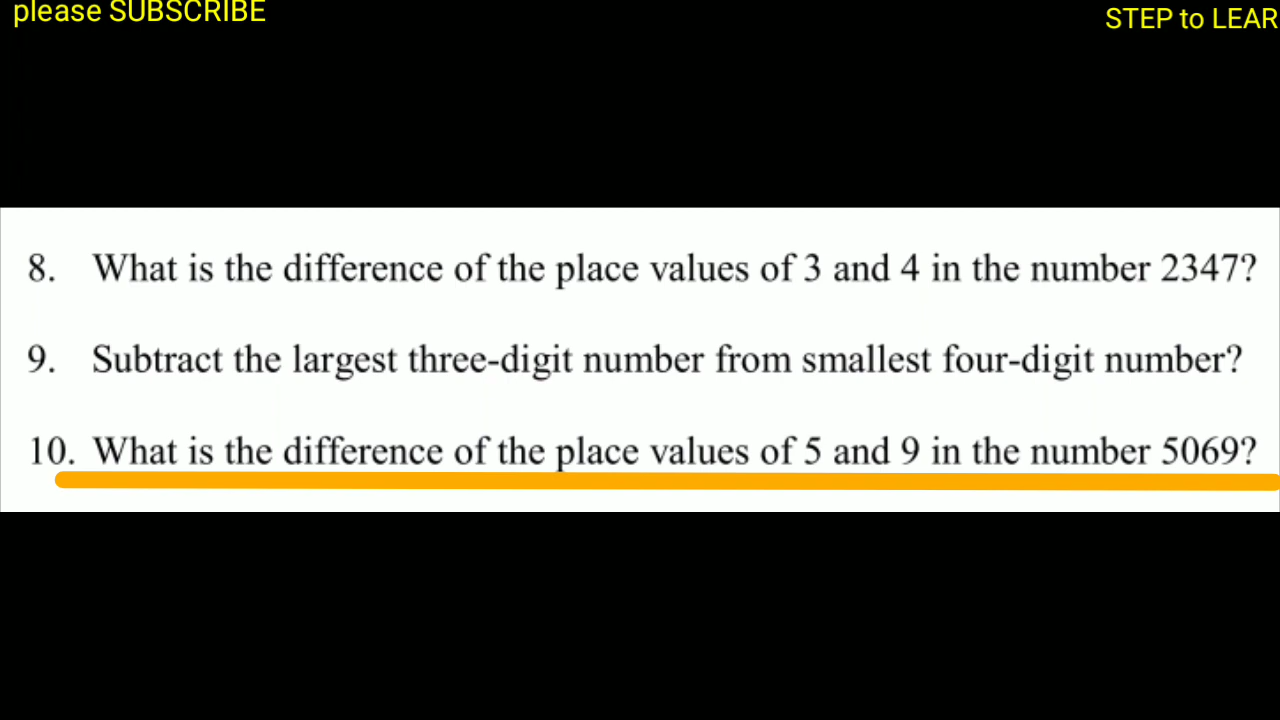 please SUBSCRIBE
STEP to LEAR
8. What is the difference of the place values of 3 and 4 in the number 2347?
9. Subtract the largest three-digit number from smallest four-digit number?
10. What is the difference of the place values of 5 and 9 in the number 5069?